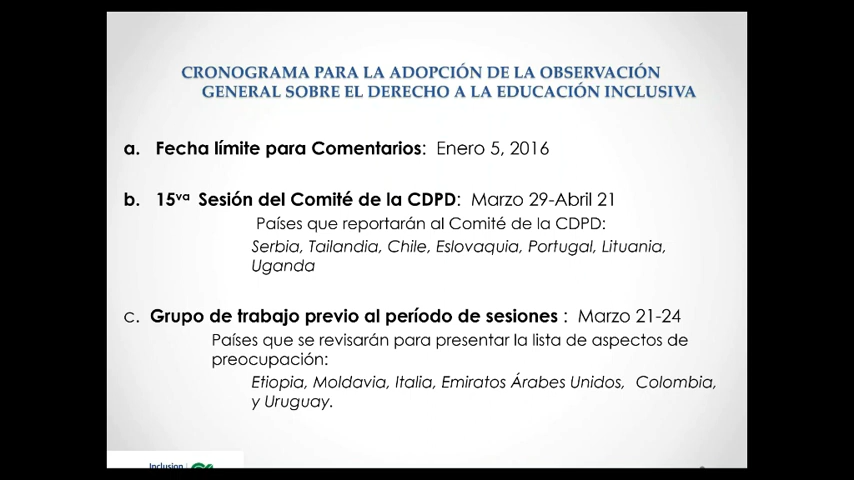 CRONOGRAMA PARA LA ADOPCIÓN DE LA OBSERVACIÓN
GENERAL SOBRE EL DERECHO A LA EDUCACIÓN INCLUSIVA
a. Fecha límite para Comentarios: Enero 5, 2016
b. 15va Sesión del Comité de la CDPD: Marzo 29-Abril 21
Países que reportarán al Comité de la CDPD:
Serbia, Tailandia, Chile, Eslovaquia, Portugal, Lituania,
Uganda
c. Grupo de trabajo previo al período de sesiones : Marzo 21-24
Países que se revisarán para presentar la lista de aspectos de
preocupación:
Etiopia, Moldavia, Italia, Emiratos Árabes Unidos, Colombia,
y Uruguay.
Inclusion